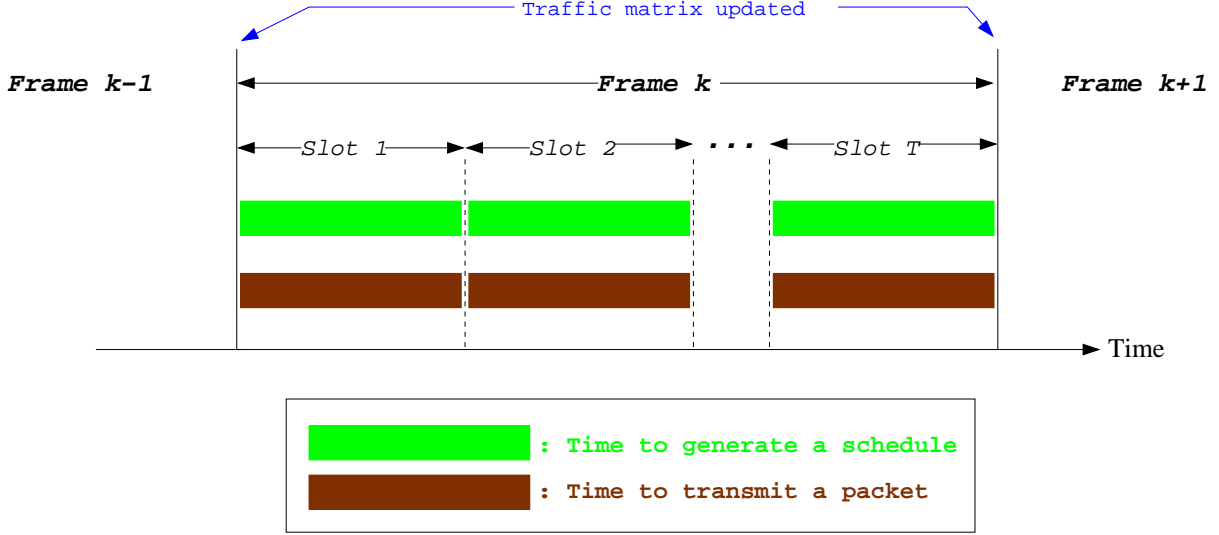 Traffic matrix updated
Frame k-1
Frame k
Frame k+1
Slot 1
Slot 2
...
Slot T
Time
: Time to generate a schedule
: Time to transmit a packet